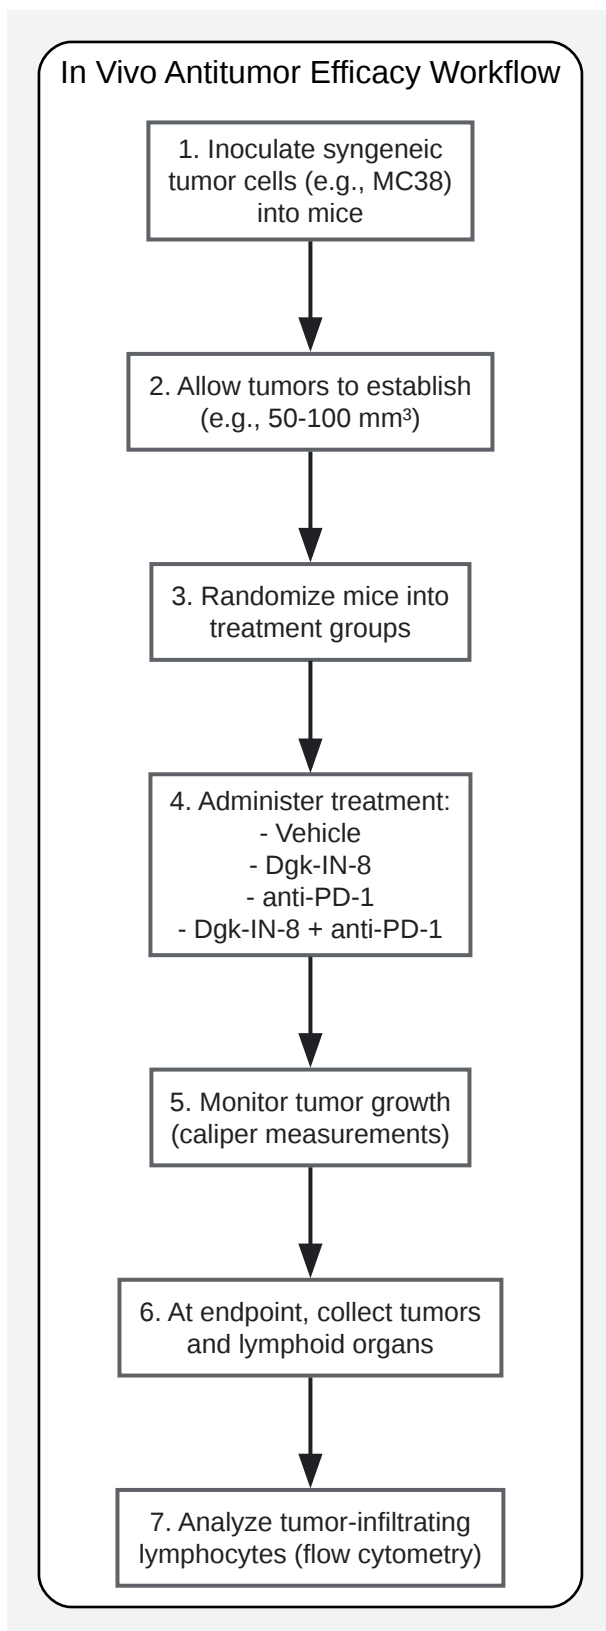 In Vivo Antitumor Efficacy Workflow
1. Inoculate syngeneic
tumor cells (e.g., MC38)
into mice
2. Allow tumors to establish
(e.g., 50-100 mm³)
3. Randomize mice into
treatment groups
4. Administer treatment:
- Vehicle
- Dgk-IN-8
- anti-PD-1
- Dgk-IN-8 + anti-PD-1
5. Monitor tumor growth
(caliper measurements)
6. At endpoint, collect tumors
and lymphoid organs
7. Analyze tumor-infiltrating
lymphocytes (flow cytometry)